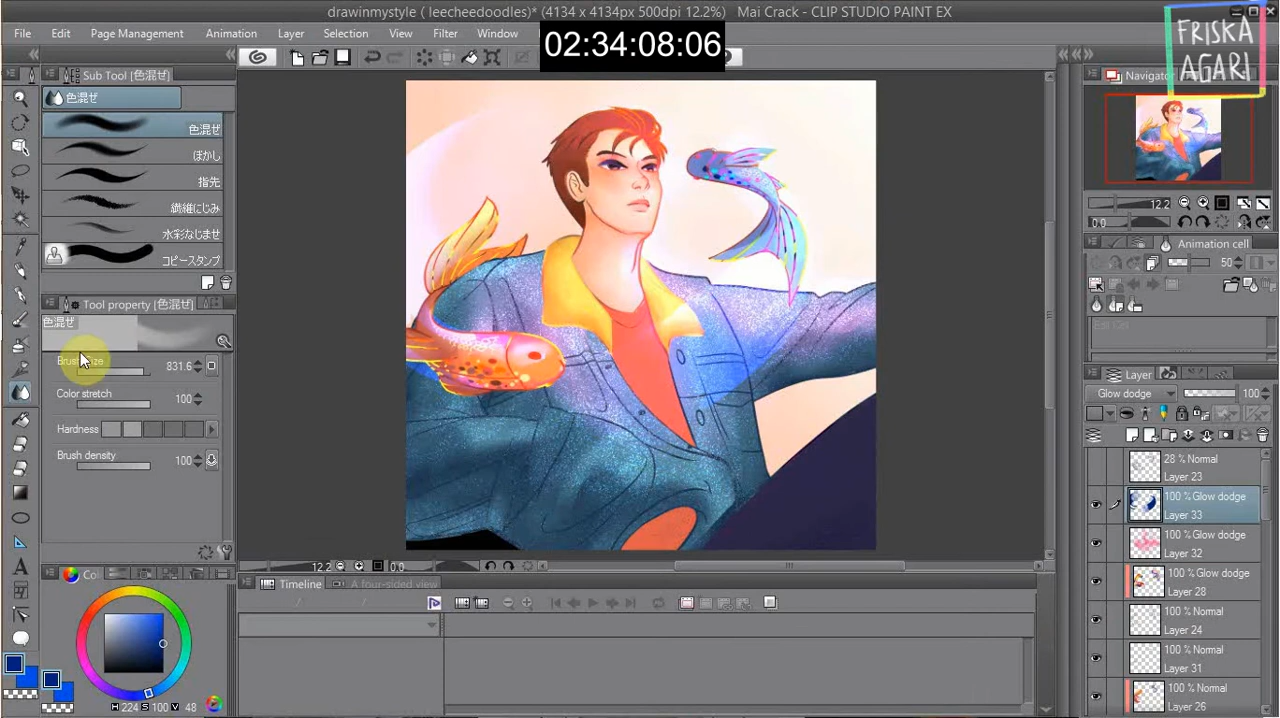 drawinmystyle ( leecheedoodles)* (4134 x 4134px 500dpi 12.2%) Mai Crack - CLIP STUDIO PAINT EX
File Edit Page Management Animation Layer Selection View Filter Window
02:34:08:06
FRISKA
AGARI
Sub Tool [色混ぜ]
色混ぜ
色混ぜ
ぼかし
指先
繊維にじみ
水彩なじませ
コピースタンプ
Tool property [色混ぜ]
色混ぜ
Brush Size 831.6
Color stretch 100
Hardness
Brush density 100
H 224 S 100 V 48
12.2 0.0
Timeline A four-sided view
Navigator
12.2
0.0
Animation cell
50
Edit Cel
Layer
Glow dodge 100
28 % Normal
Layer 23
100 % Glow dodge
Layer 33
100 % Glow dodge
Layer 32
100 % Glow dodge
Layer 28
100 % Normal
Layer 24
100 % Normal
Layer 31
100 % Normal
Layer 26